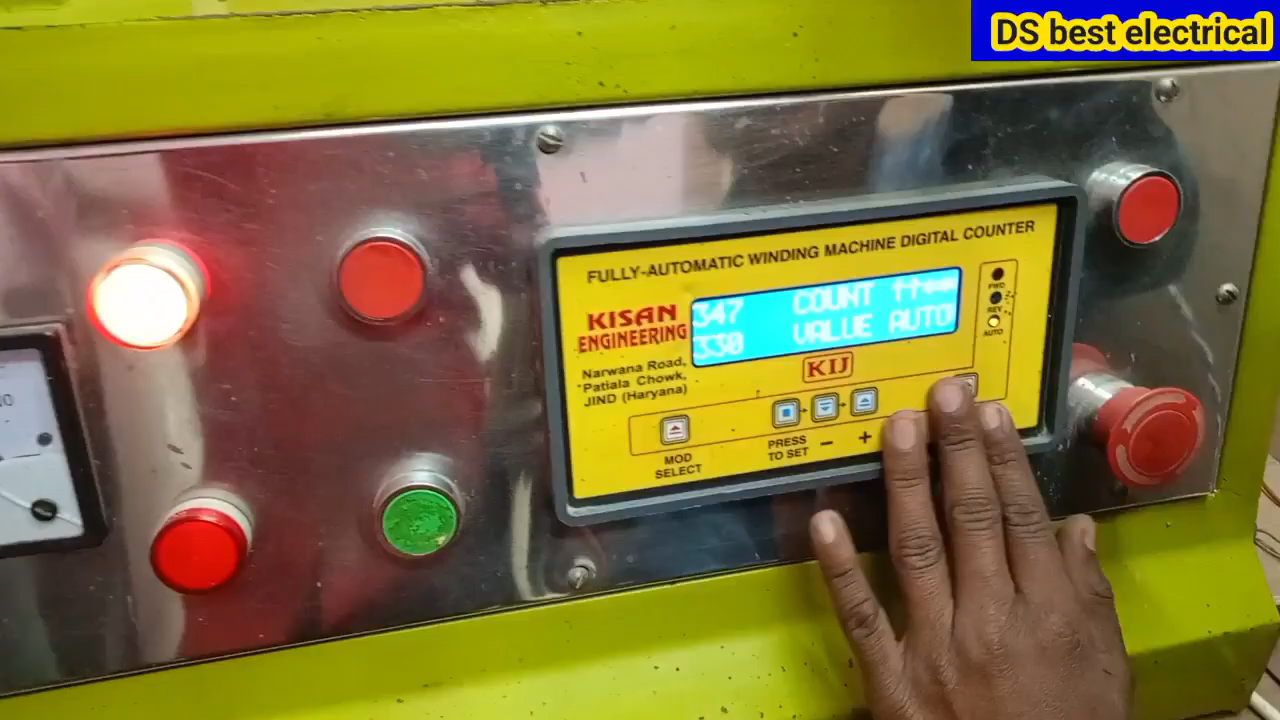 DS best electrical
FULLY-AUTOMATIC WINDING MACHINE DIGITAL COUNTER
KISAN
ENGINEERING
Narwana Road,
Patiala Chowk,
JIND (Haryana)
347 COUNT
330 VALUE AUTO
FWD
REV
AUTO
KIJ
MOD
SELECT
PRESS
TO SET
− +